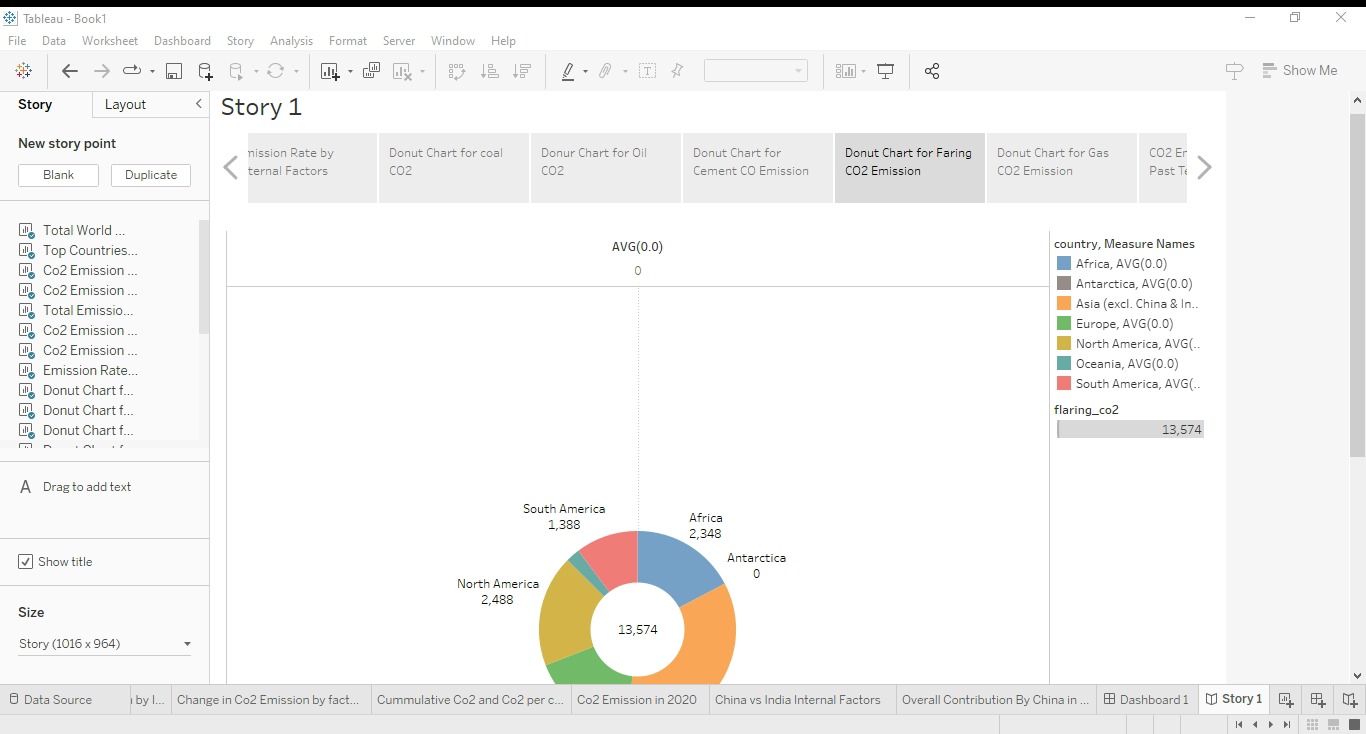 Tableau - Book1
File Data Worksheet Dashboard Story Analysis Format Server Window Help
Show Me
Story Layout
New story point
Blank Duplicate
Total World ...
Top Countries...
Co2 Emission ...
Co2 Emission ...
Total Emissio...
Co2 Emission ...
Co2 Emission ...
Emission Rate...
Donut Chart f...
Donut Chart f...
Donut Chart f...
A Drag to add text
Show title
Size
Story (1016 x 964)
Story 1
nission Rate by
ternal Factors
Donut Chart for coal
CO2
Donur Chart for Oil
CO2
Donut Chart for
Cement CO Emission
Donut Chart for Faring
CO2 Emission
Donut Chart for Gas
CO2 Emission
CO2 Er
Past Te
AVG(0.0)
0
South America
1,388
Africa
2,348
Antarctica
0
North America
2,488
13,574
country, Measure Names
Africa, AVG(0.0)
Antarctica, AVG(0.0)
Asia (excl. China & In..
Europe, AVG(0.0)
North America, AVG(..
Oceania, AVG(0.0)
South America, AVG(..
flaring_co2
13,574
Data Source by I... Change in Co2 Emission by fact... Cummulative Co2 and Co2 per c... Co2 Emission in 2020 China vs India Internal Factors Overall Contribution By China in ... Dashboard 1 Story 1